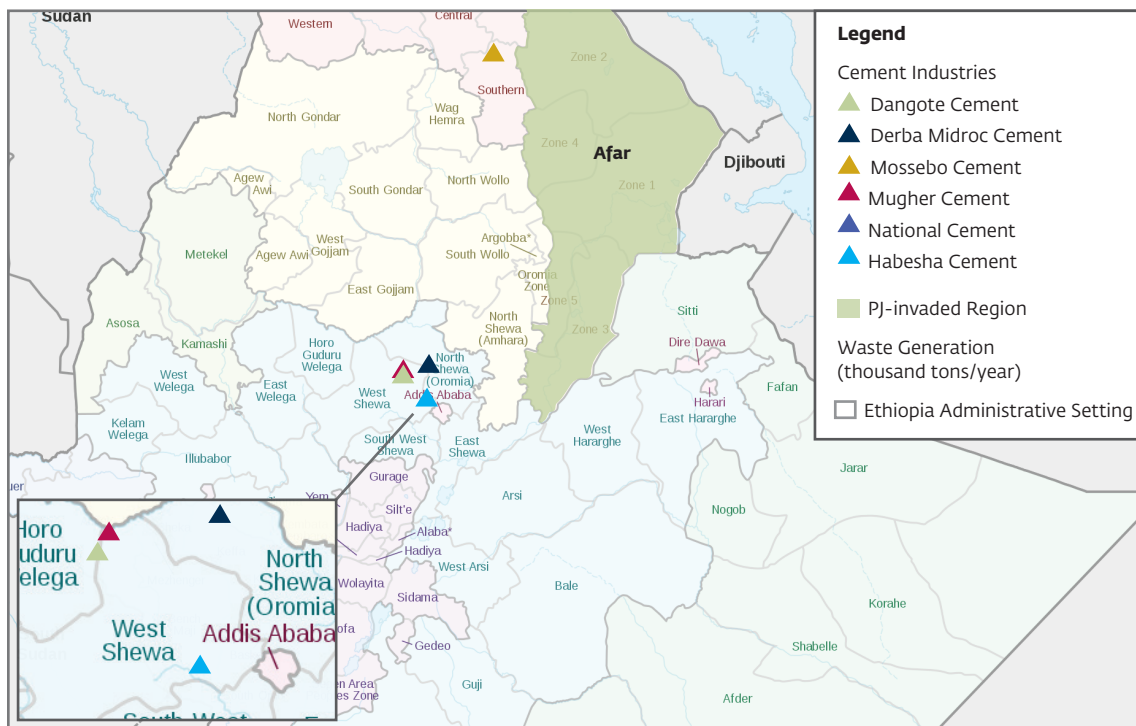 Sudan
Western
Central
Southern
Zone 2
North Gondar
Wag
Hemra
Zone 4
Afar
Djibouti
Agew
Awi
South Gondar
North Wollo
Zone 1
Metekel
West
Gojjam
Agew Awi
Argobba*
South Wollo
Oromia
Zone
East Gojjam
Zone 5
Zone 3
Asosa
Kamashi
North
Shewa
(Amhara)
Sitti
Dire Dawa
Horo
Guduru
Welega
West
Welega
East
Welega
North
Shewa
(Oromia)
West
Shewa
Addis Ababa
Fafan
Harari
East Hararghe
Kelam
Welega
South West
Shewa
East
Shewa
West
Hararghe
Illubabor
Gurage
Jarar
Yem
Silt'e
Arsi
Nogob
Hadiya
Alaba*
Hadiya
West Arsi
Wolayita
Bale
Sidama
Korahe
Gedeo
Shabelle
Guji
Afder
Horo
uduru
elega
North
Shewa
(Oromia
West
Shewa
Addis Ababa
South West
Legend
Cement Industries
Dangote Cement
Derba Midroc Cement
Mossebo Cement
Mugher Cement
National Cement
Habesha Cement
PJ-invaded Region
Waste Generation
(thousand tons/year)
Ethiopia Administrative Setting